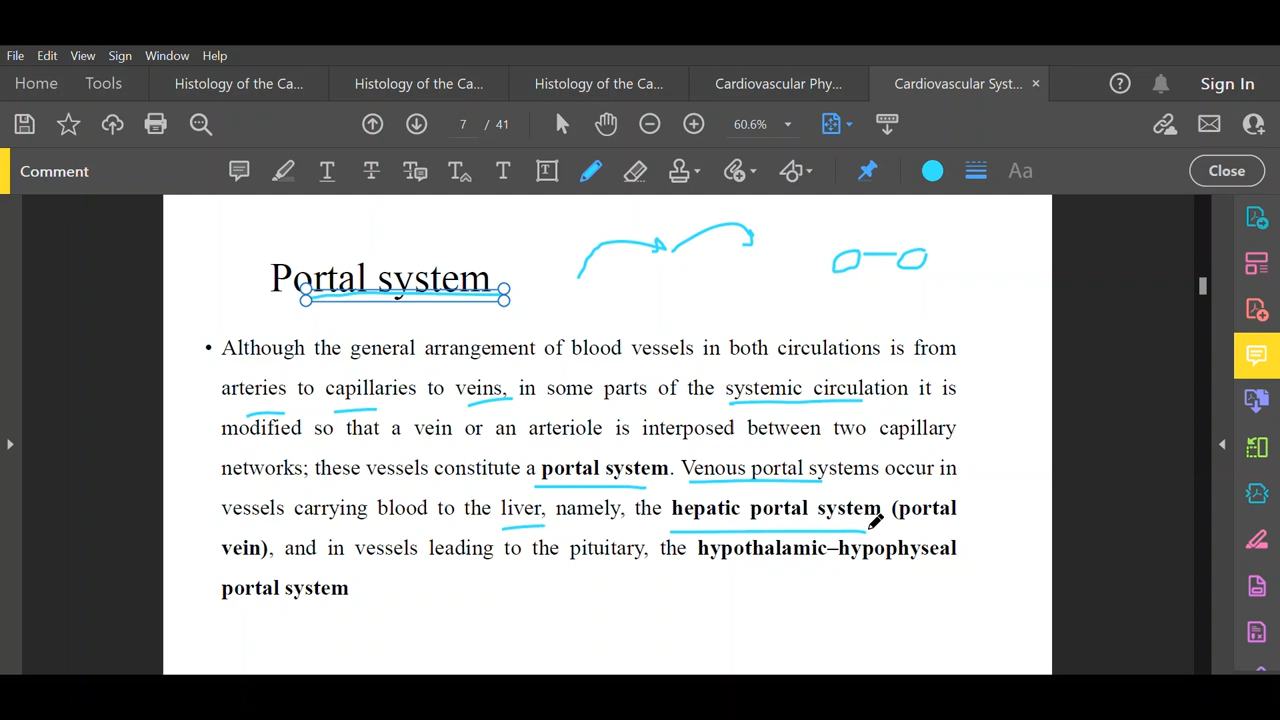 File Edit View Sign Window Help
Home Tools Histology of the Ca... Histology of the Ca... Histology of the Ca... Cardiovascular Phy... Cardiovascular Syst... × ? Sign In
7 / 41 60.6%
Comment T T T T T T Aa Close
Portal system
• Although the general arrangement of blood vessels in both circulations is from
arteries to capillaries to veins, in some parts of the systemic circulation it is
modified so that a vein or an arteriole is interposed between two capillary
networks; these vessels constitute a portal system. Venous portal systems occur in
vessels carrying blood to the liver, namely, the hepatic portal system (portal
vein), and in vessels leading to the pituitary, the hypothalamic–hypophyseal
portal system